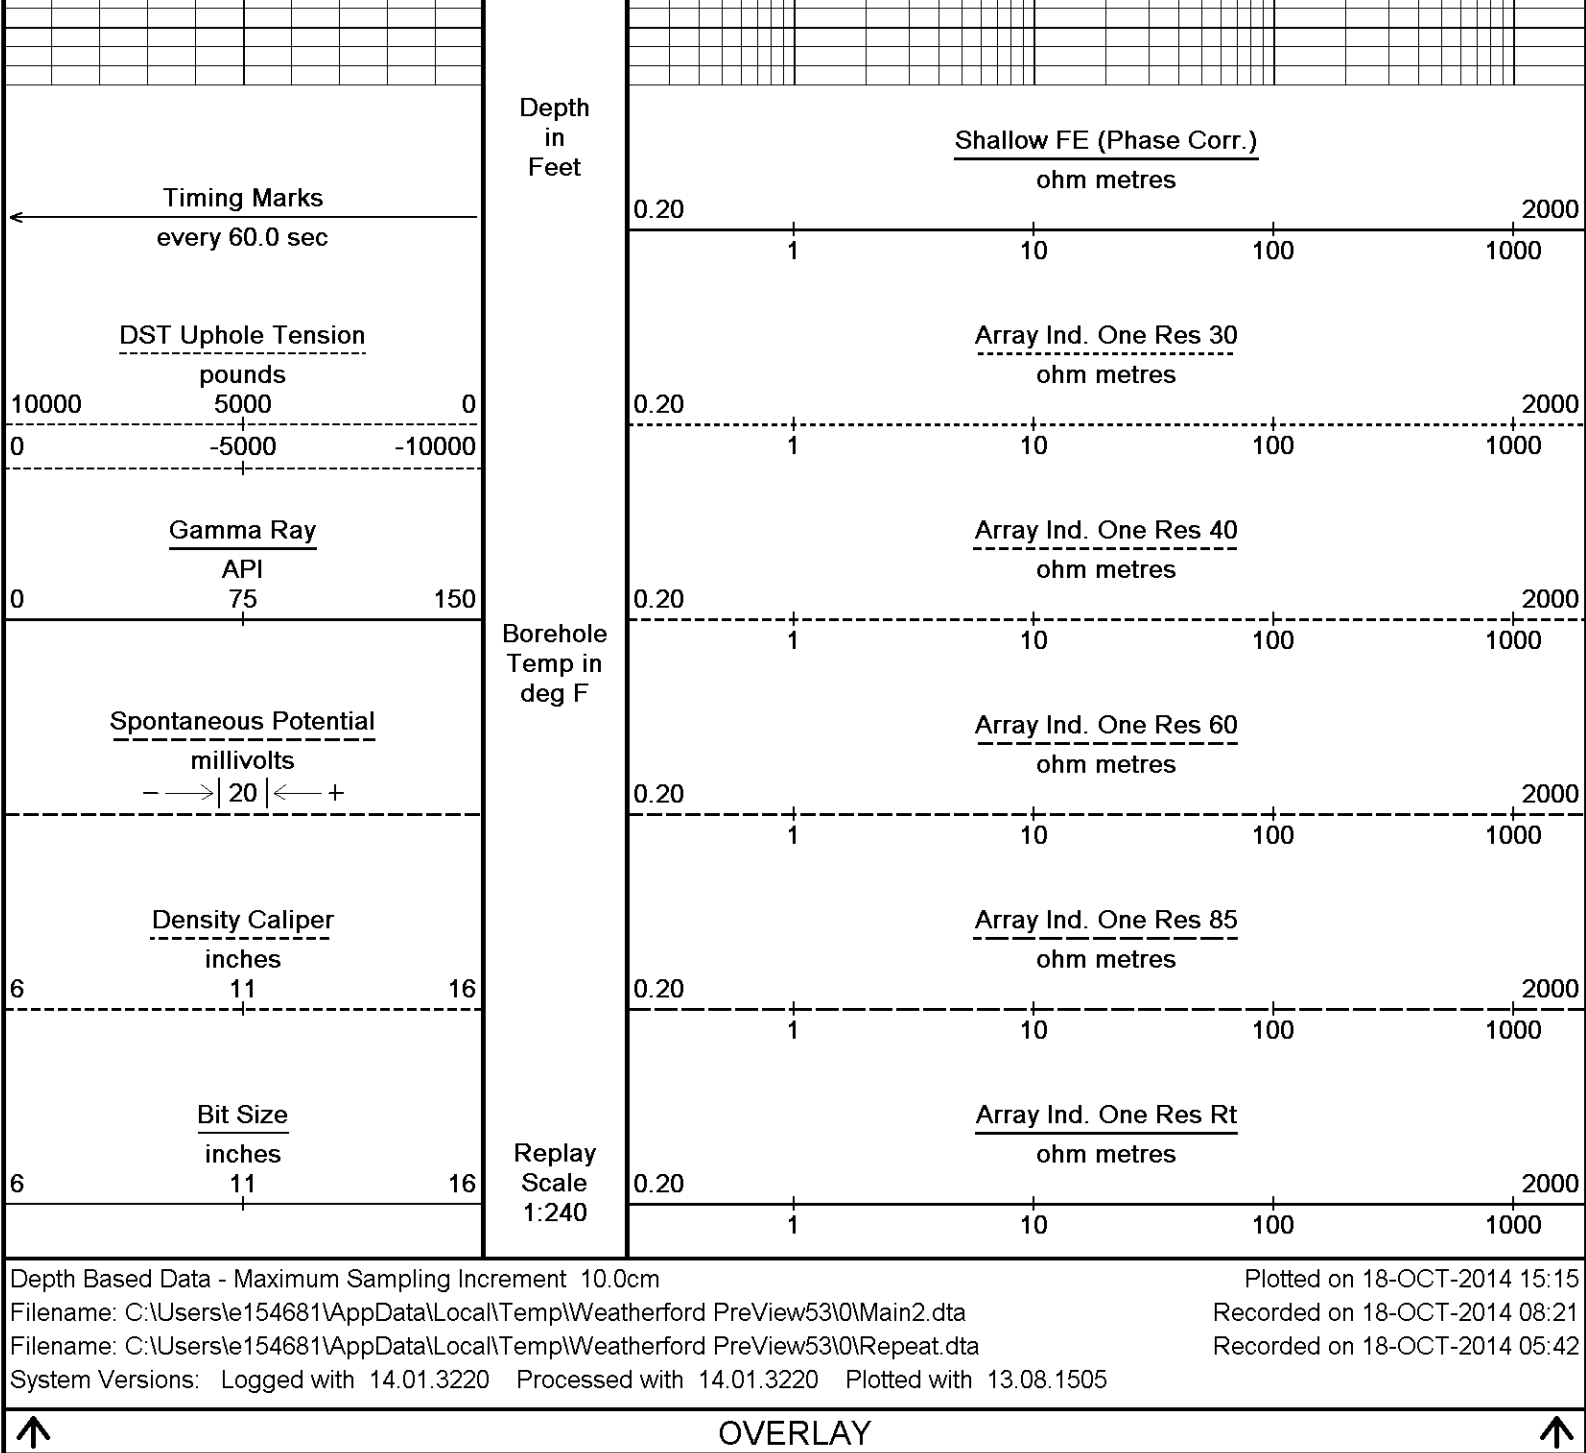 Timing Marks
every 60.0 sec
DST Uphole Tension
pounds
10000 5000 0
0 -5000 -10000
Gamma Ray
API
0 75 150
Spontaneous Potential
millivolts
− 20 +
Density Caliper
inches
6 11 16
Bit Size
inches
6 11 16
Depth
in
Feet
Borehole
Temp in
deg F
Replay
Scale
1:240
Shallow FE (Phase Corr.)
ohm metres
0.20 2000
1 10 100 1000
Array Ind. One Res 30
ohm metres
0.20 2000
1 10 100 1000
Array Ind. One Res 40
ohm metres
0.20 2000
1 10 100 1000
Array Ind. One Res 60
ohm metres
0.20 2000
1 10 100 1000
Array Ind. One Res 85
ohm metres
0.20 2000
1 10 100 1000
Array Ind. One Res Rt
ohm metres
0.20 2000
1 10 100 1000
Depth Based Data - Maximum Sampling Increment 10.0cm Plotted on 18-OCT-2014 15:15
Filename: C:\Users\e154681\AppData\Local\Temp\Weatherford PreView53\0\Main2.dta Recorded on 18-OCT-2014 08:21
Filename: C:\Users\e154681\AppData\Local\Temp\Weatherford PreView53\0\Repeat.dta Recorded on 18-OCT-2014 05:42
System Versions: Logged with 14.01.3220 Processed with 14.01.3220 Plotted with 13.08.1505
OVERLAY